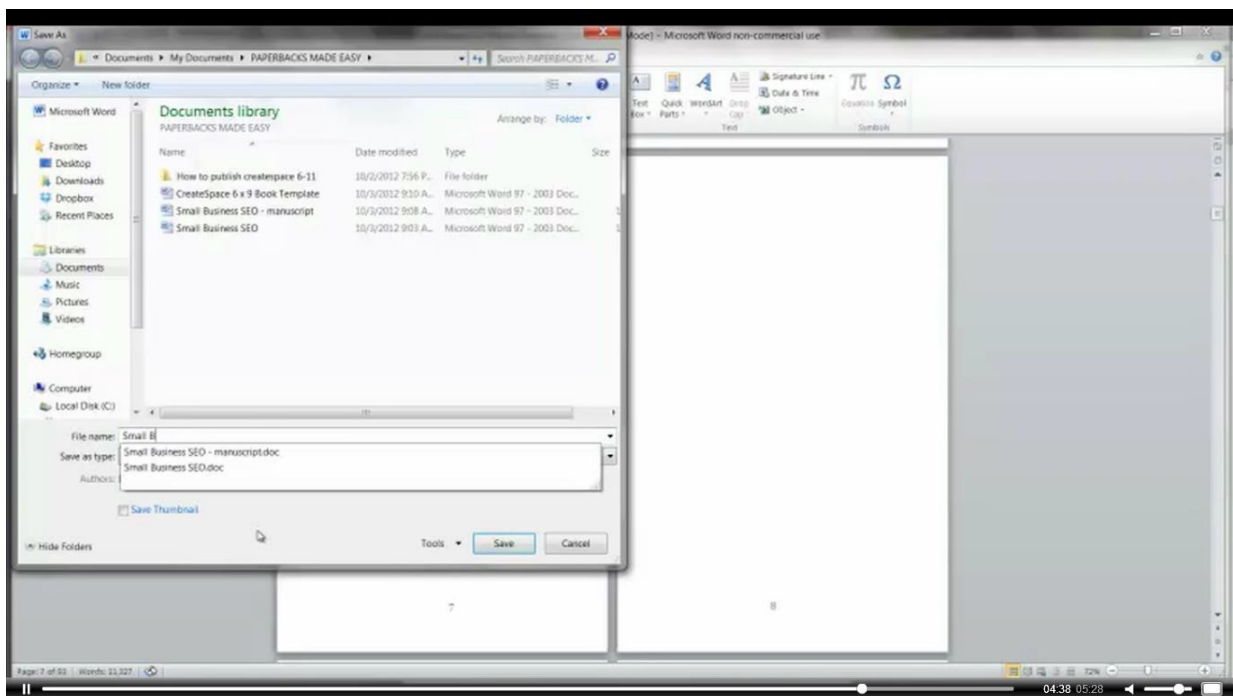 Save As
Mode] - Microsoft Word non-commercial use
« Documents ▸ My Documents ▸ PAPERBACKS MADE EASY ▸
Search PAPERBACKS M...
Organize
New folder
Signature Line
Date & Time
Object
Text Box
Quick Parts
WordArt
Drop Cap
Equation
Symbol
Text
Symbols
Microsoft Word
Favorites
Desktop
Downloads
Dropbox
Recent Places
Libraries
Documents
Music
Pictures
Videos
Homegroup
Computer
Local Disk (C:)
Documents library
PAPERBACKS MADE EASY
Arrange by: Folder
Name Date modified Type Size
How to publish createspace 6-11 10/2/2012 7:56 P... File folder
CreateSpace 6 x 9 Book Template 10/3/2012 9:10 A... Microsoft Word 97 - 2003 Doc...
Small Business SEO - manuscript 10/3/2012 9:08 A... Microsoft Word 97 - 2003 Doc...
Small Business SEO 10/3/2012 9:03 A... Microsoft Word 97 - 2003 Doc...
File name: Small B
Save as type:
Small Business SEO - manuscript.doc
Small Business SEO.doc
Authors:
Save Thumbnail
Hide Folders
Tools
Save
Cancel
7
8
Page: 7 of 93
Words: 11,327
72%
04:38 05:28